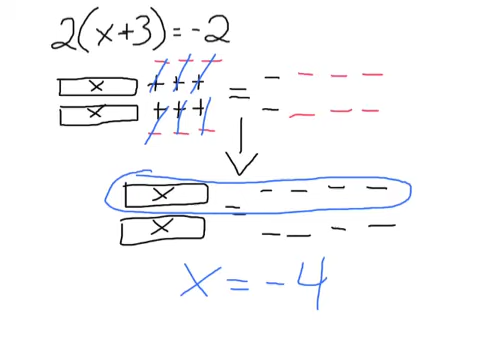 2(x+3)=-2
- - -
x +++ = - - - -
x +++ - - - -
- - -
x - - - - -
x - - - -
x = -4